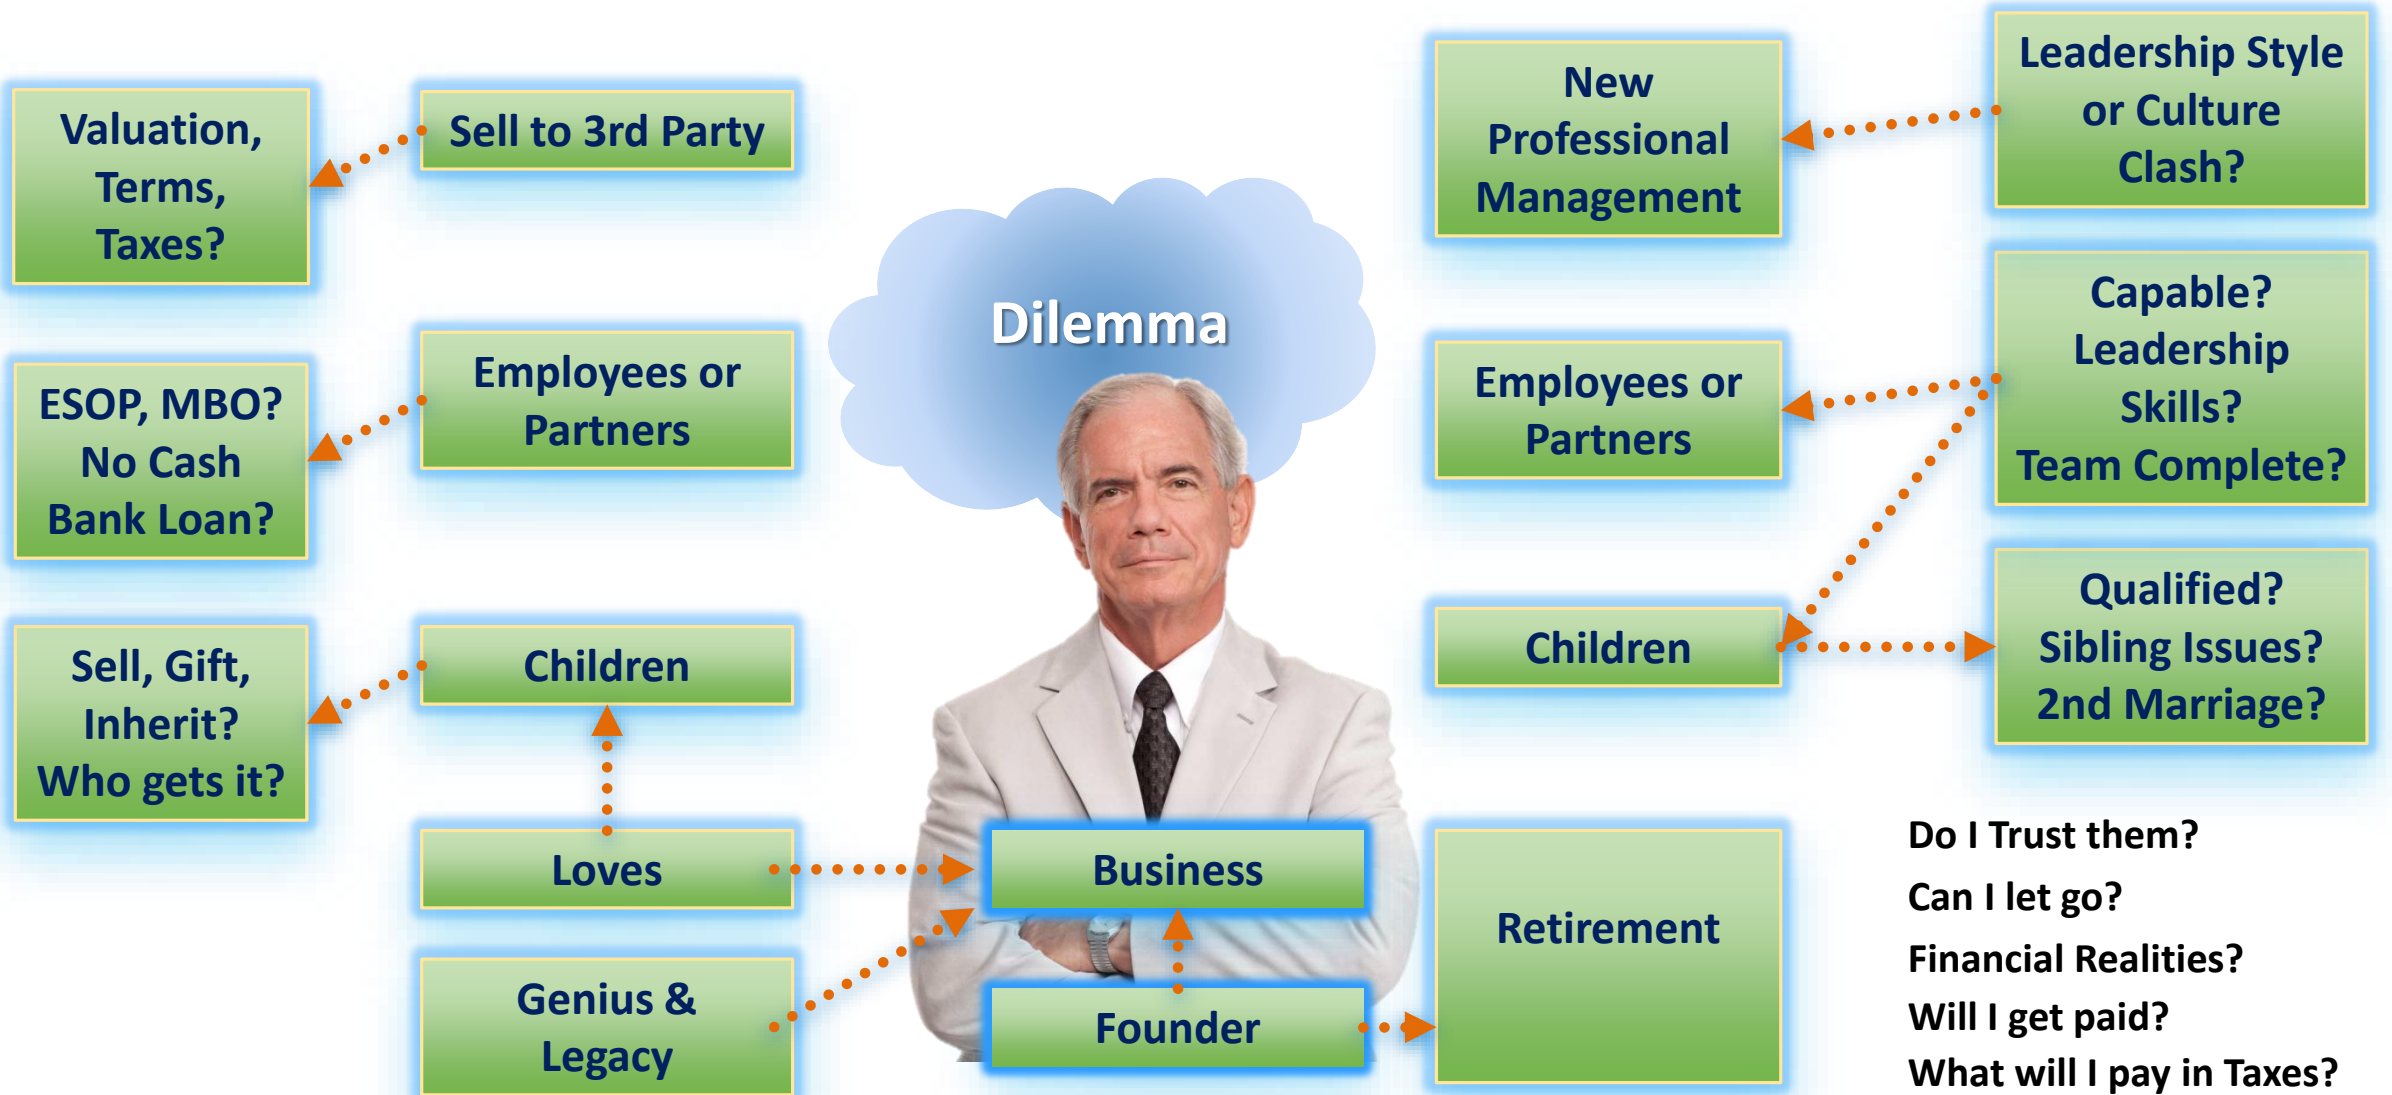 Valuation,
Terms,
Taxes?
Sell to 3rd Party
ESOP, MBO?
No Cash
Bank Loan?
Employees or
Partners
Sell, Gift,
Inherit?
Who gets it?
Children
Loves
Genius &
Legacy
Dilemma
Business
Founder
New
Professional
Management
Leadership Style
or Culture
Clash?
Employees or
Partners
Capable?
Leadership
Skills?
Team Complete?
Children
Qualified?
Sibling Issues?
2nd Marriage?
Retirement
Do I Trust them?
Can I let go?
Financial Realities?
Will I get paid?
What will I pay in Taxes?